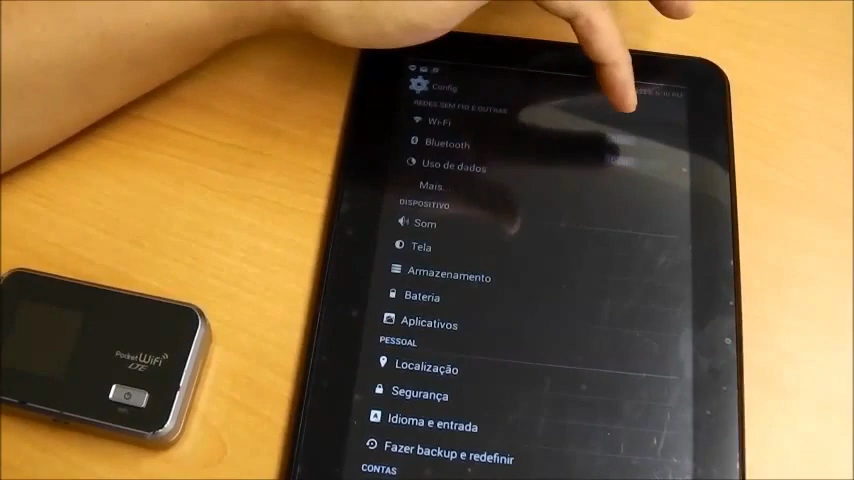 Config
REDES SEM FIO E OUTRAS
Wi-Fi
Bluetooth
Uso de dados
Mais...
DISPOSITIVO
Som
Tela
Armazenamento
Bateria
Aplicativos
PESSOAL
Localização
Segurança
A
Idioma e entrada
Fazer backup e redefinir
CONTAS
Pocket WiFi
LTE